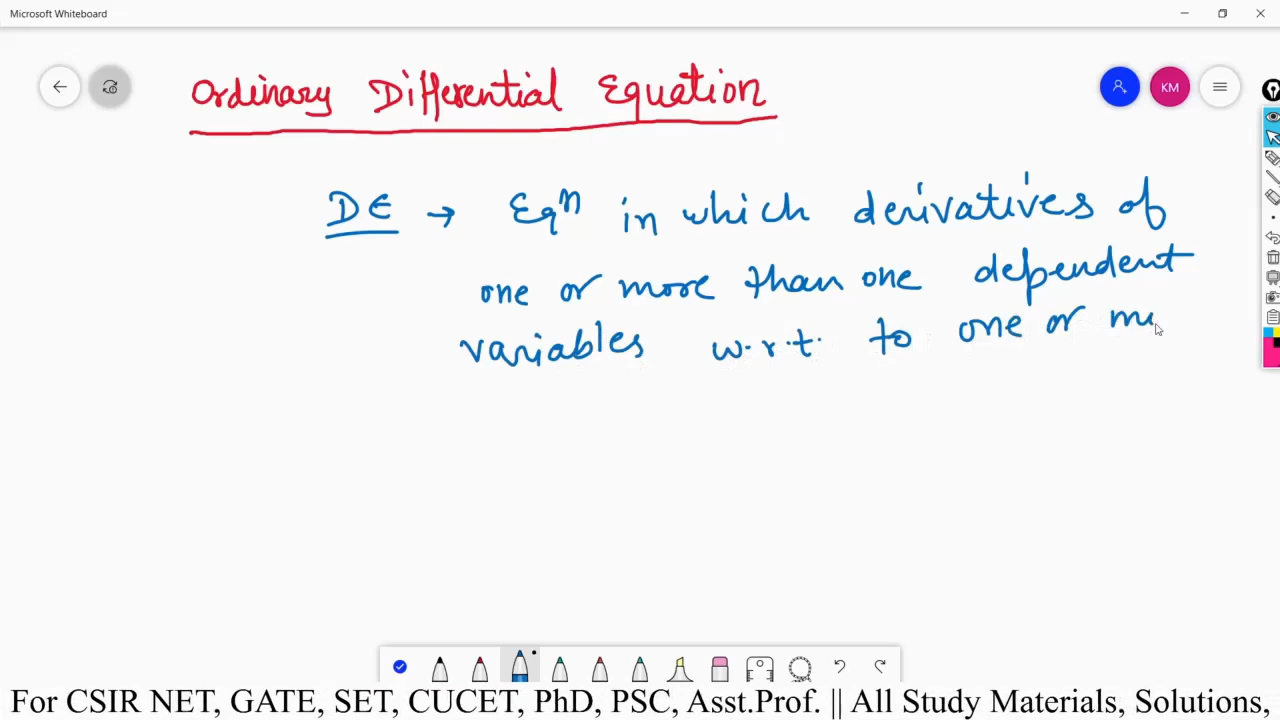 Microsoft Whiteboard
KM
Ordinary Differential Equation
DE → Eqⁿ in which derivatives of
one or more than one dependent
variables w.r.t. to one or mo
For CSIR NET, GATE, SET, CUCET, PhD, PSC, Asst.Prof. || All Study Materials, Solutions,